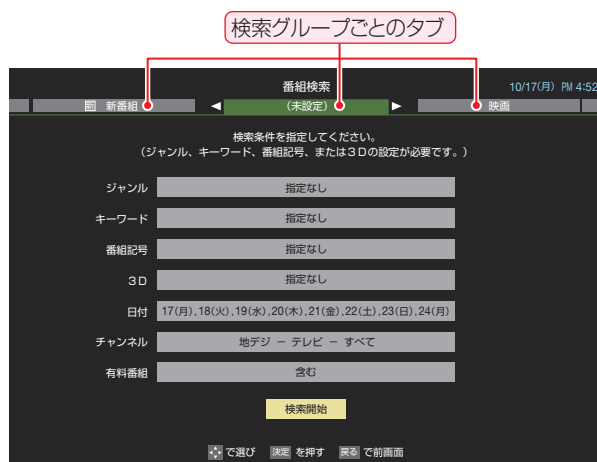 検索グループごとのタブ
番組検索 10/17(月) PM 4:52
新番組 ◀ (未設定) ▶ 映画
検索条件を指定してください。
(ジャンル、キーワード、番組記号、または3Dの設定が必要です。)
ジャンル 指定なし
キーワード 指定なし
番組記号 指定なし
3D 指定なし
日付 17(月),18(火),19(水),20(木),21(金),22(土),23(日),24(月)
チャンネル 地デジ － テレビ － すべて
有料番組 含む
検索開始
で選び 決定 を押す 戻る で前画面